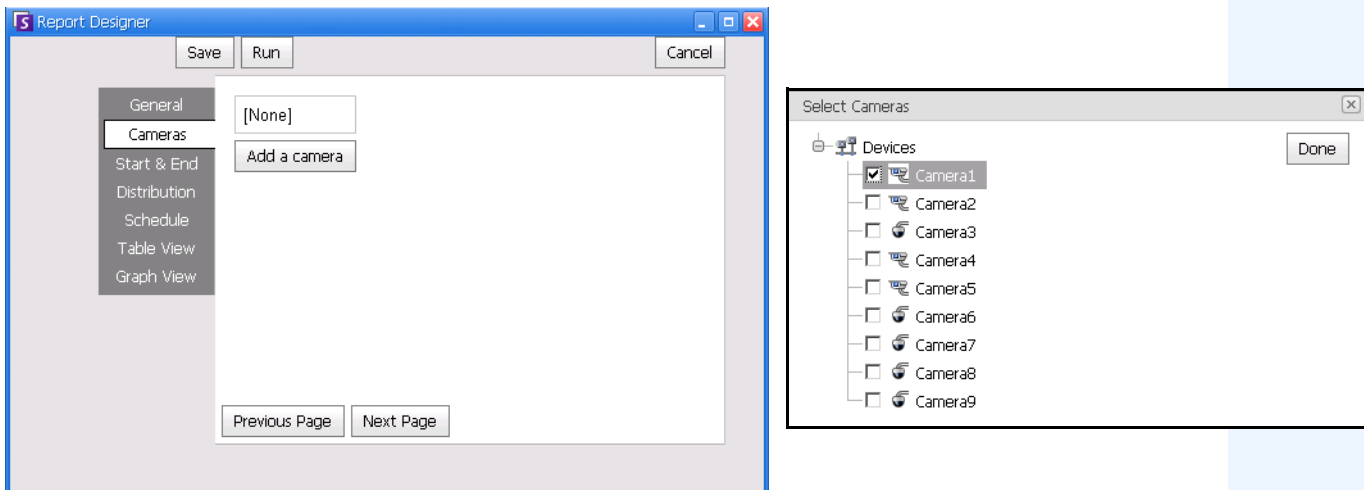 Report Designer
Save Run Cancel
General
Cameras
Start & End
Distribution
Schedule
Table View
Graph View
[None]
Add a camera
Previous Page Next Page
Select Cameras
Devices
Done
Camera1
Camera2
Camera3
Camera4
Camera5
Camera6
Camera7
Camera8
Camera9